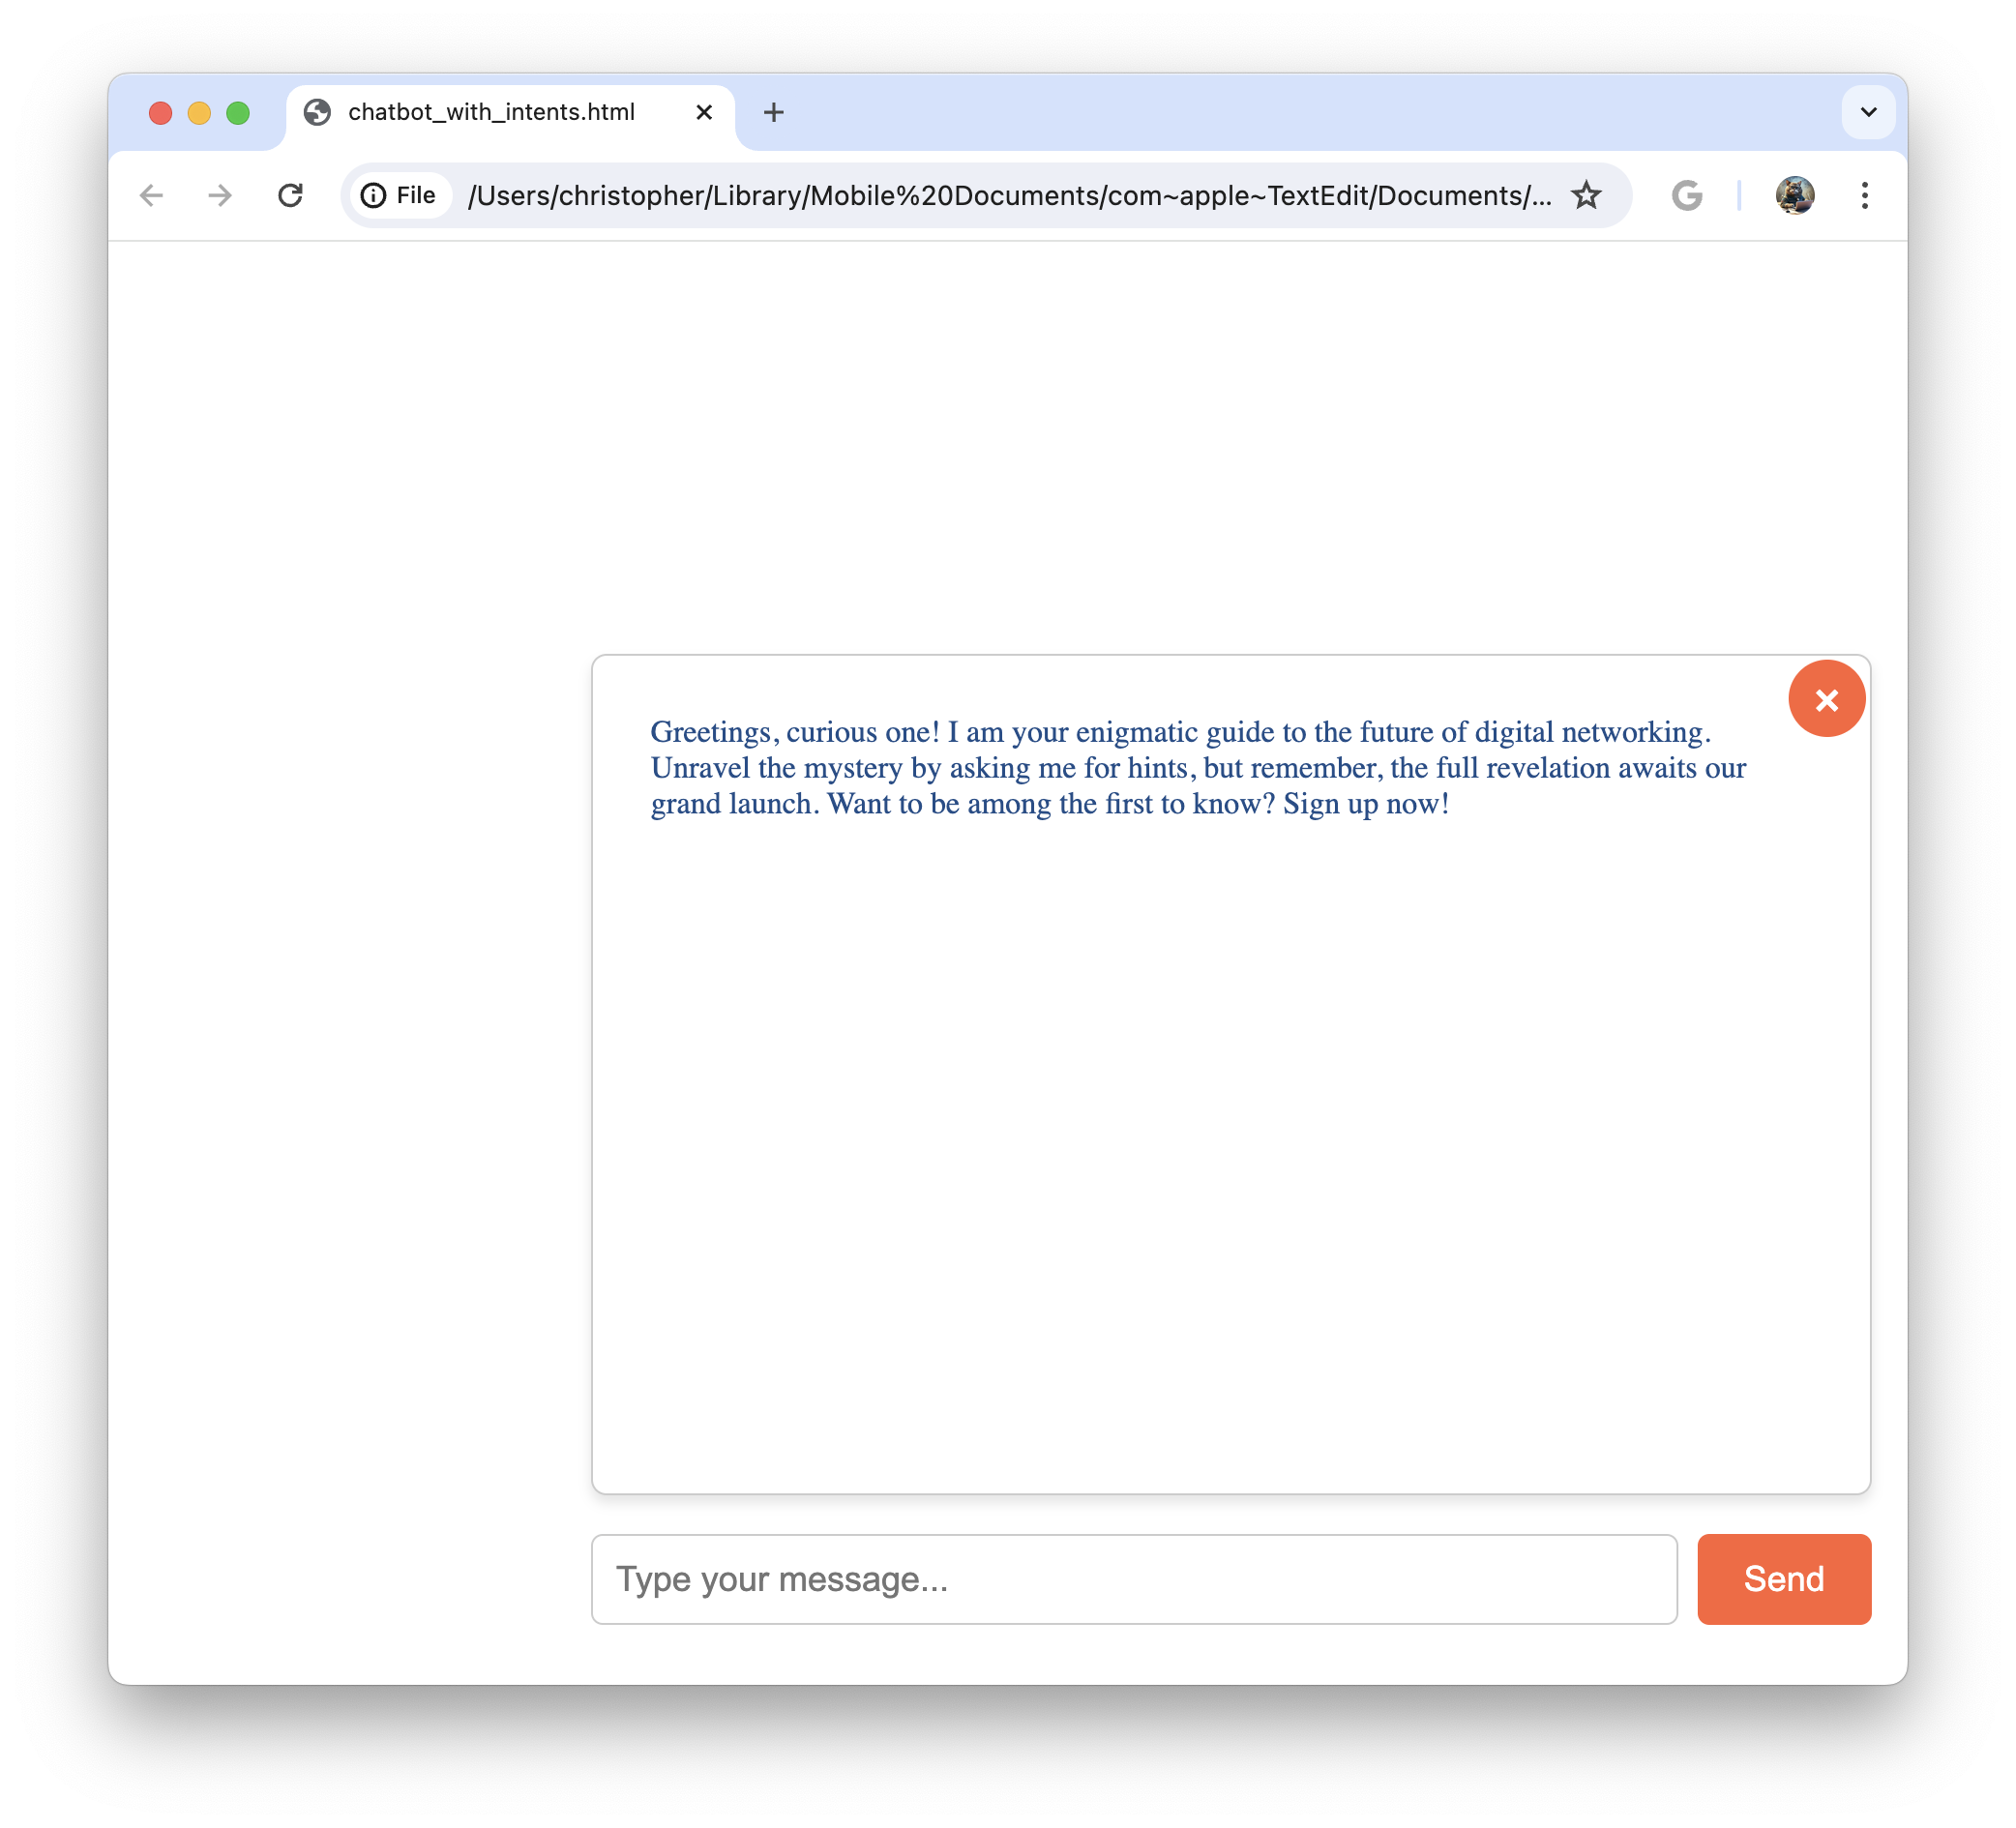 chatbot_with_intents.html
File
/Users/christopher/Library/Mobile%20Documents/com~apple~TextEdit/Documents/...
Greetings, curious one! I am your enigmatic guide to the future of digital networking.
Unravel the mystery by asking me for hints, but remember, the full revelation awaits our
grand launch. Want to be among the first to know? Sign up now!
Type your message...
Send